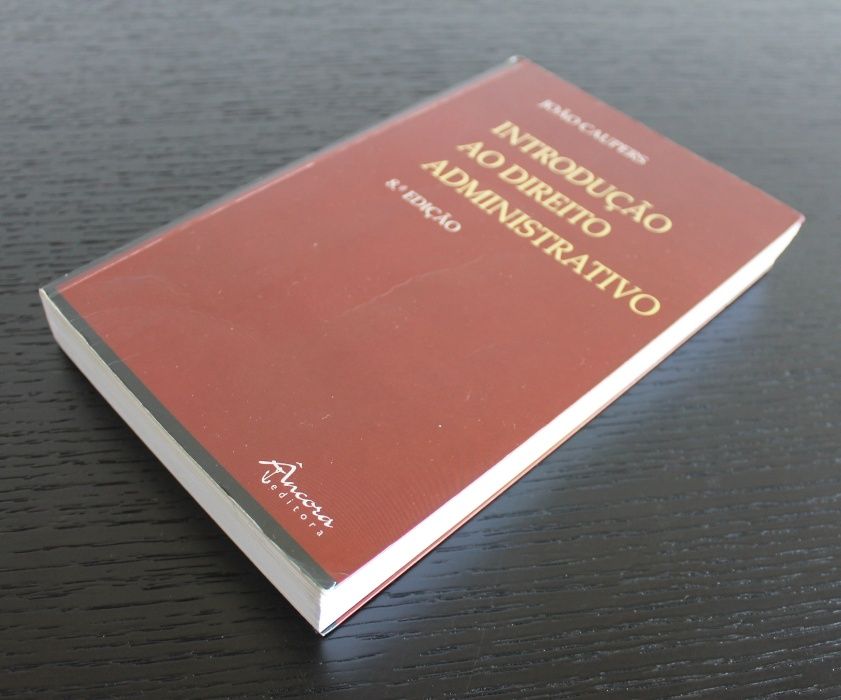 JOÃO CAUPERS
INTRODUÇÃO
AO DIREITO
ADMINISTRATIVO
8.ª EDIÇÃO
Âncora
editora